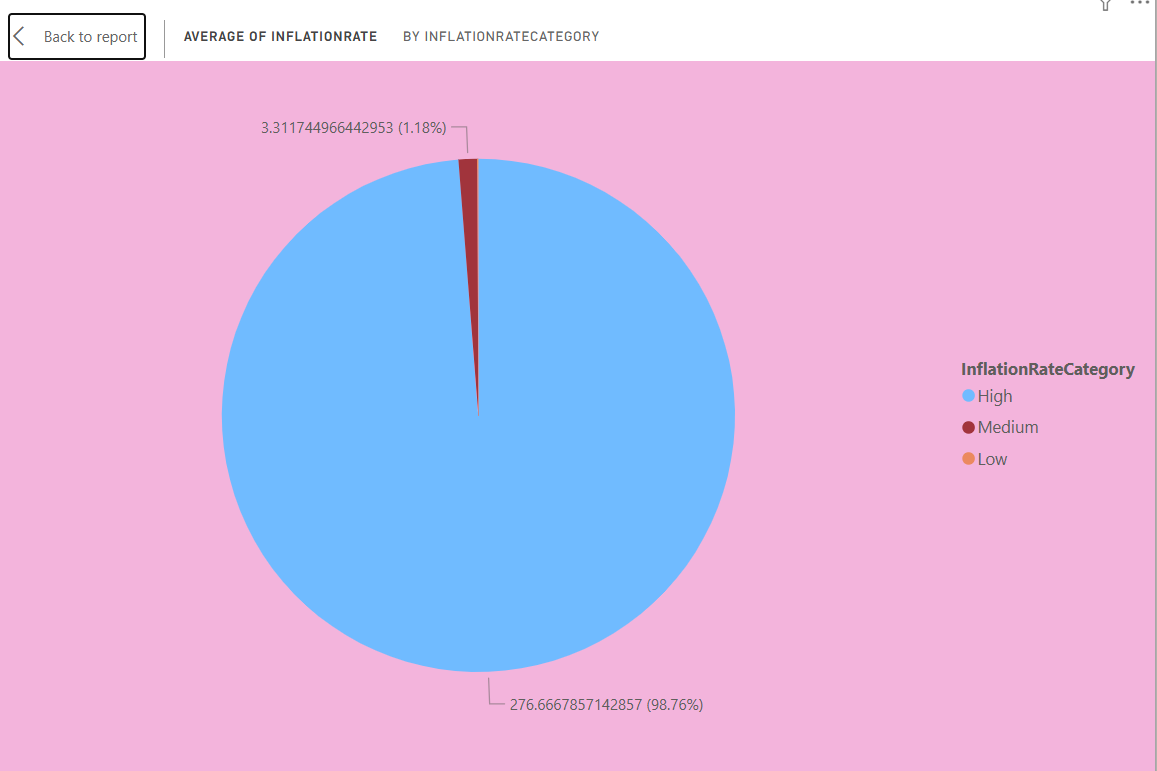 Back to report
AVERAGE OF INFLATIONRATE BY INFLATIONRATECATEGORY
3.311744966442953 (1.18%)
InflationRateCategory
High
Medium
Low
276.6667857142857 (98.76%)